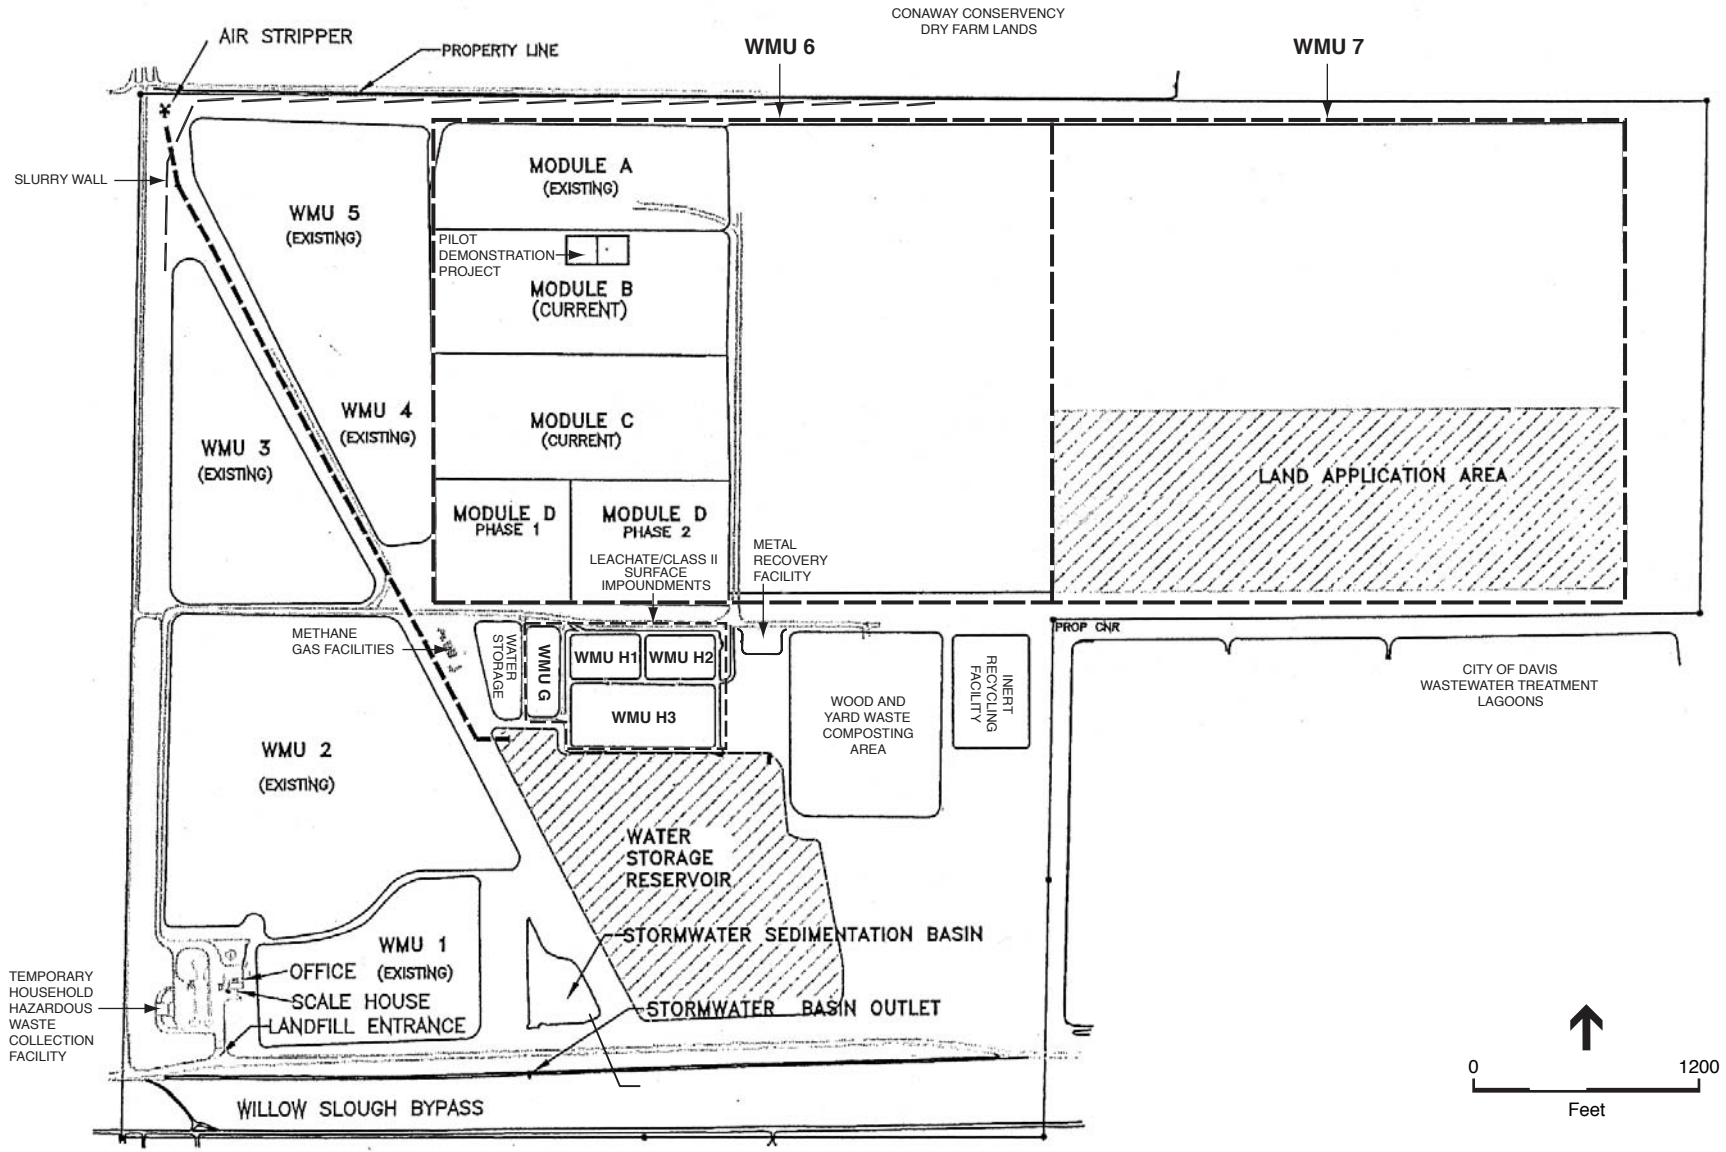 CONAWAY CONSERVENCY
DRY FARM LANDS
AIR STRIPPER
PROPERTY LINE
WMU 6
WMU 7
SLURRY WALL
WMU 5
(EXISTING)
MODULE A
(EXISTING)
PILOT
DEMONSTRATION
PROJECT
MODULE B
(CURRENT)
WMU 4
(EXISTING)
MODULE C
(CURRENT)
WMU 3
(EXISTING)
LAND APPLICATION AREA
MODULE D
PHASE 1
MODULE D
PHASE 2
LEACHATE/CLASS II
SURFACE
IMPOUNDMENTS
METAL
RECOVERY
FACILITY
METHANE
GAS FACILITIES
WATER
STORAGE
WMU G
WMU H1
WMU H2
WMU H3
WOOD AND
YARD WASTE
COMPOSTING
AREA
INERT
RECYCLING
FACILITY
PROP CNR
CITY OF DAVIS
WASTEWATER TREATMENT
LAGOONS
WMU 2
(EXISTING)
WATER
STORAGE
RESERVOIR
STORMWATER SEDIMENTATION BASIN
WMU 1
(EXISTING)
OFFICE
SCALE HOUSE
LANDFILL ENTRANCE
STORMWATER BASIN OUTLET
TEMPORARY
HOUSEHOLD
HAZARDOUS
WASTE
COLLECTION
FACILITY
WILLOW SLOUGH BYPASS
0 1200
Feet